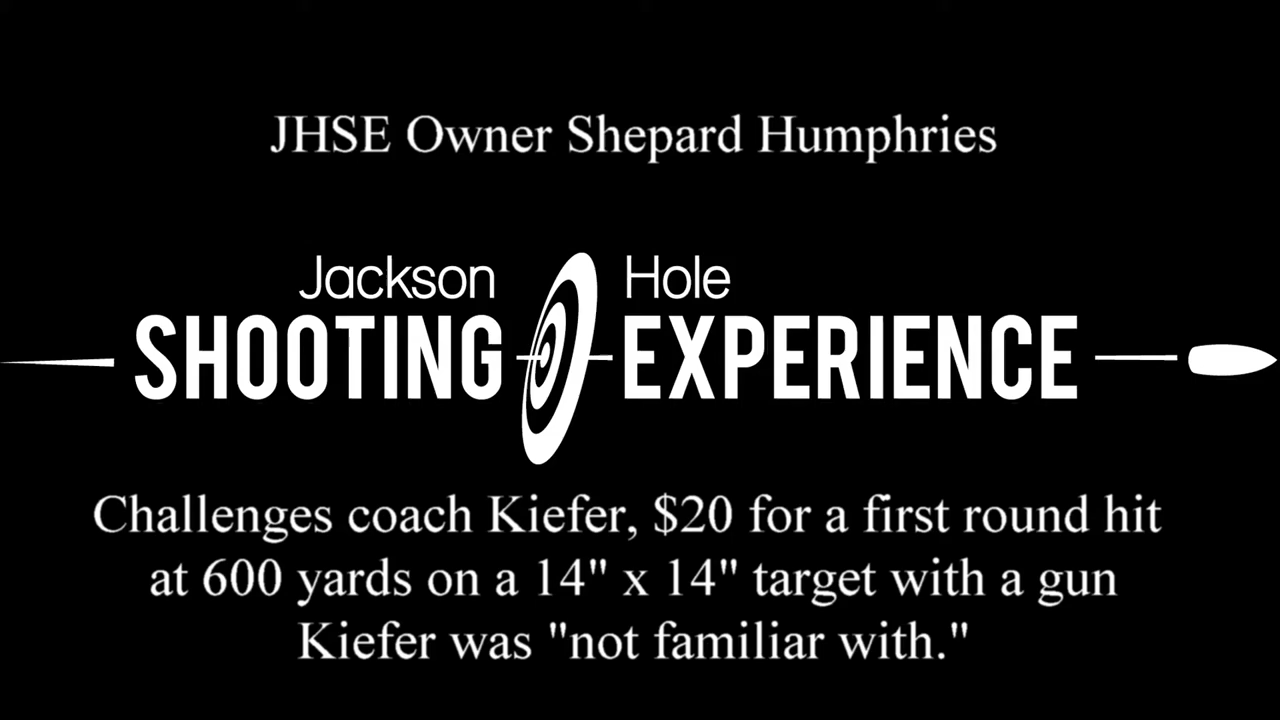 JHSE Owner Shepard Humphries
Jackson Hole
SHOOTING EXPERIENCE
Challenges coach Kiefer, $20 for a first round hit
at 600 yards on a 14" x 14" target with a gun
Kiefer was "not familiar with."